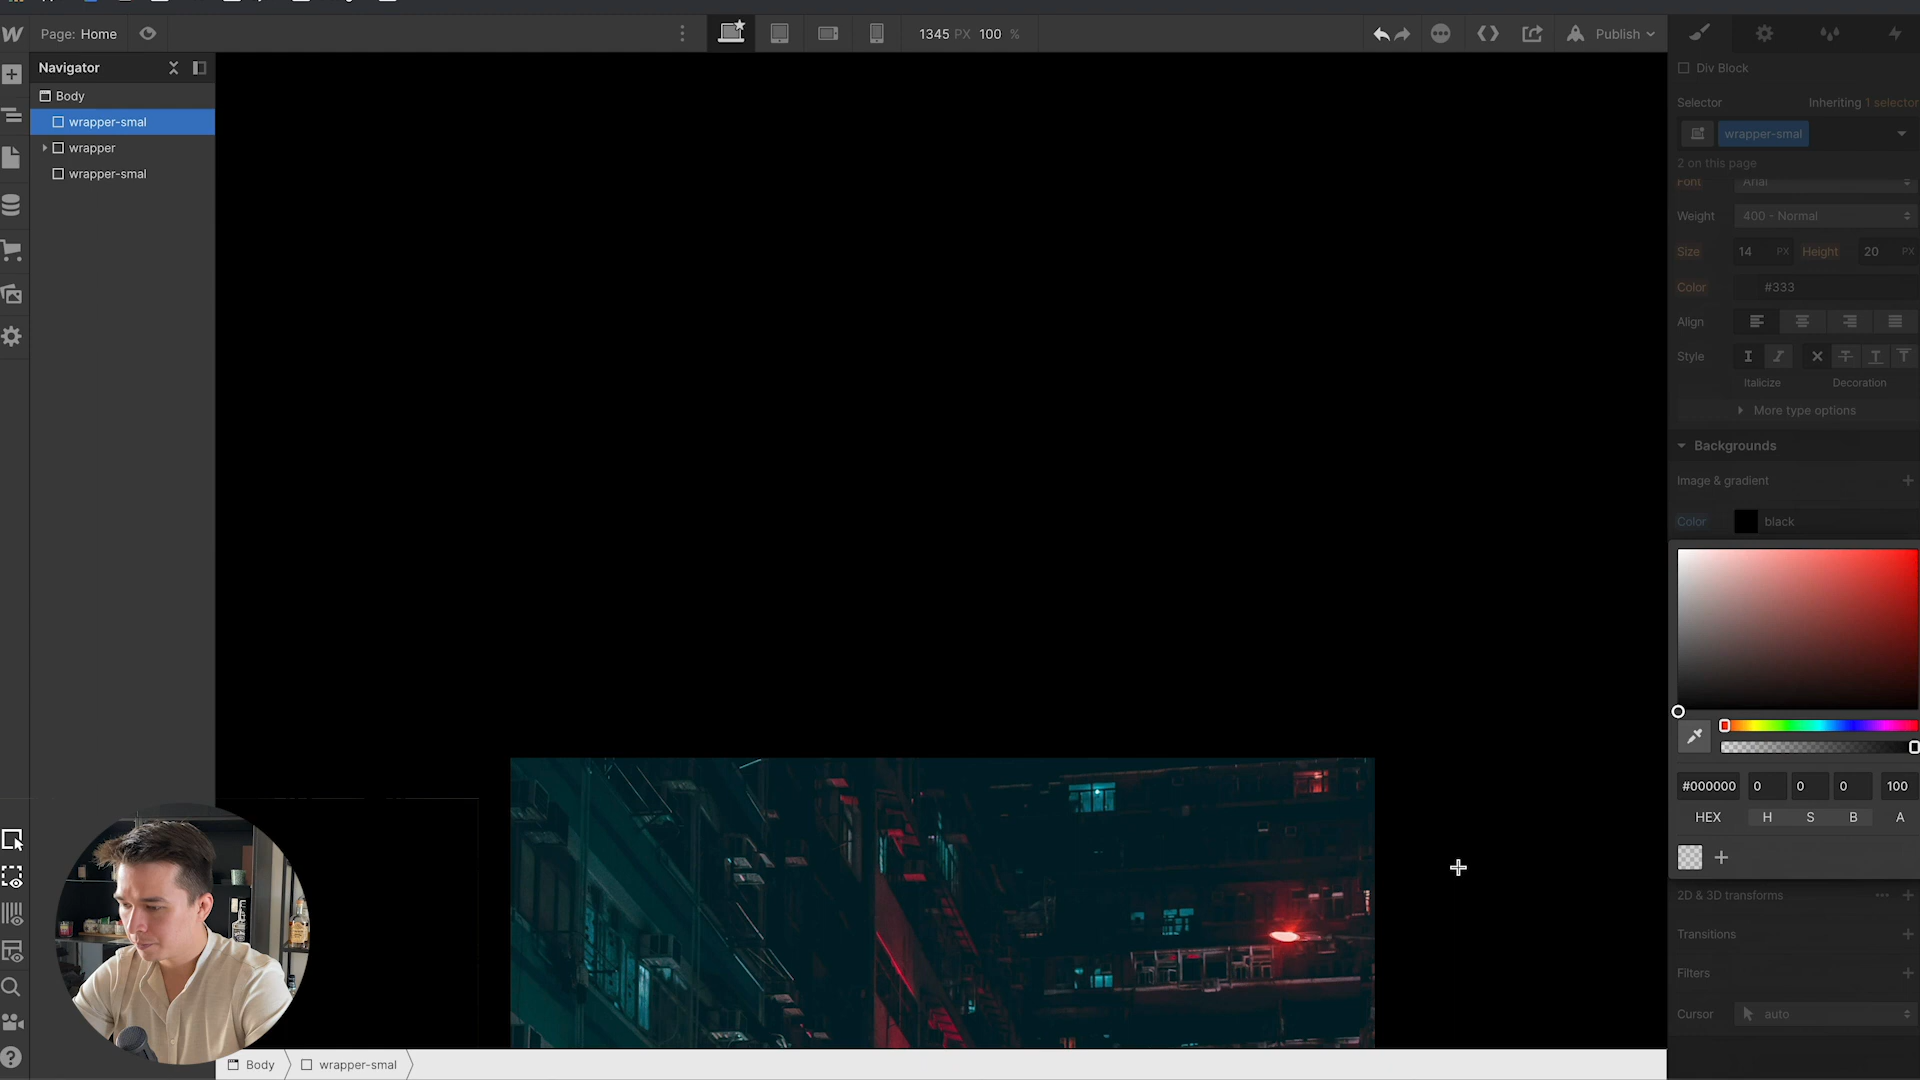 Page: Home
1345 PX 100 %
Publish
Navigator
Body
wrapper-smal
wrapper
wrapper-smal
Div Block
Selector
Inheriting 1 selector
wrapper-smal
2 on this page
Font
Arial
Weight
400 - Normal
Size
14 PX
Height
20 PX
Color
#333
Align
Style
Italicize
Decoration
More type options
Backgrounds
Image & gradient
Color
black
#000000
0
0
0
100
HEX
H
S
B
A
2D & 3D transforms
Transitions
Filters
Cursor
auto
Body
wrapper-smal